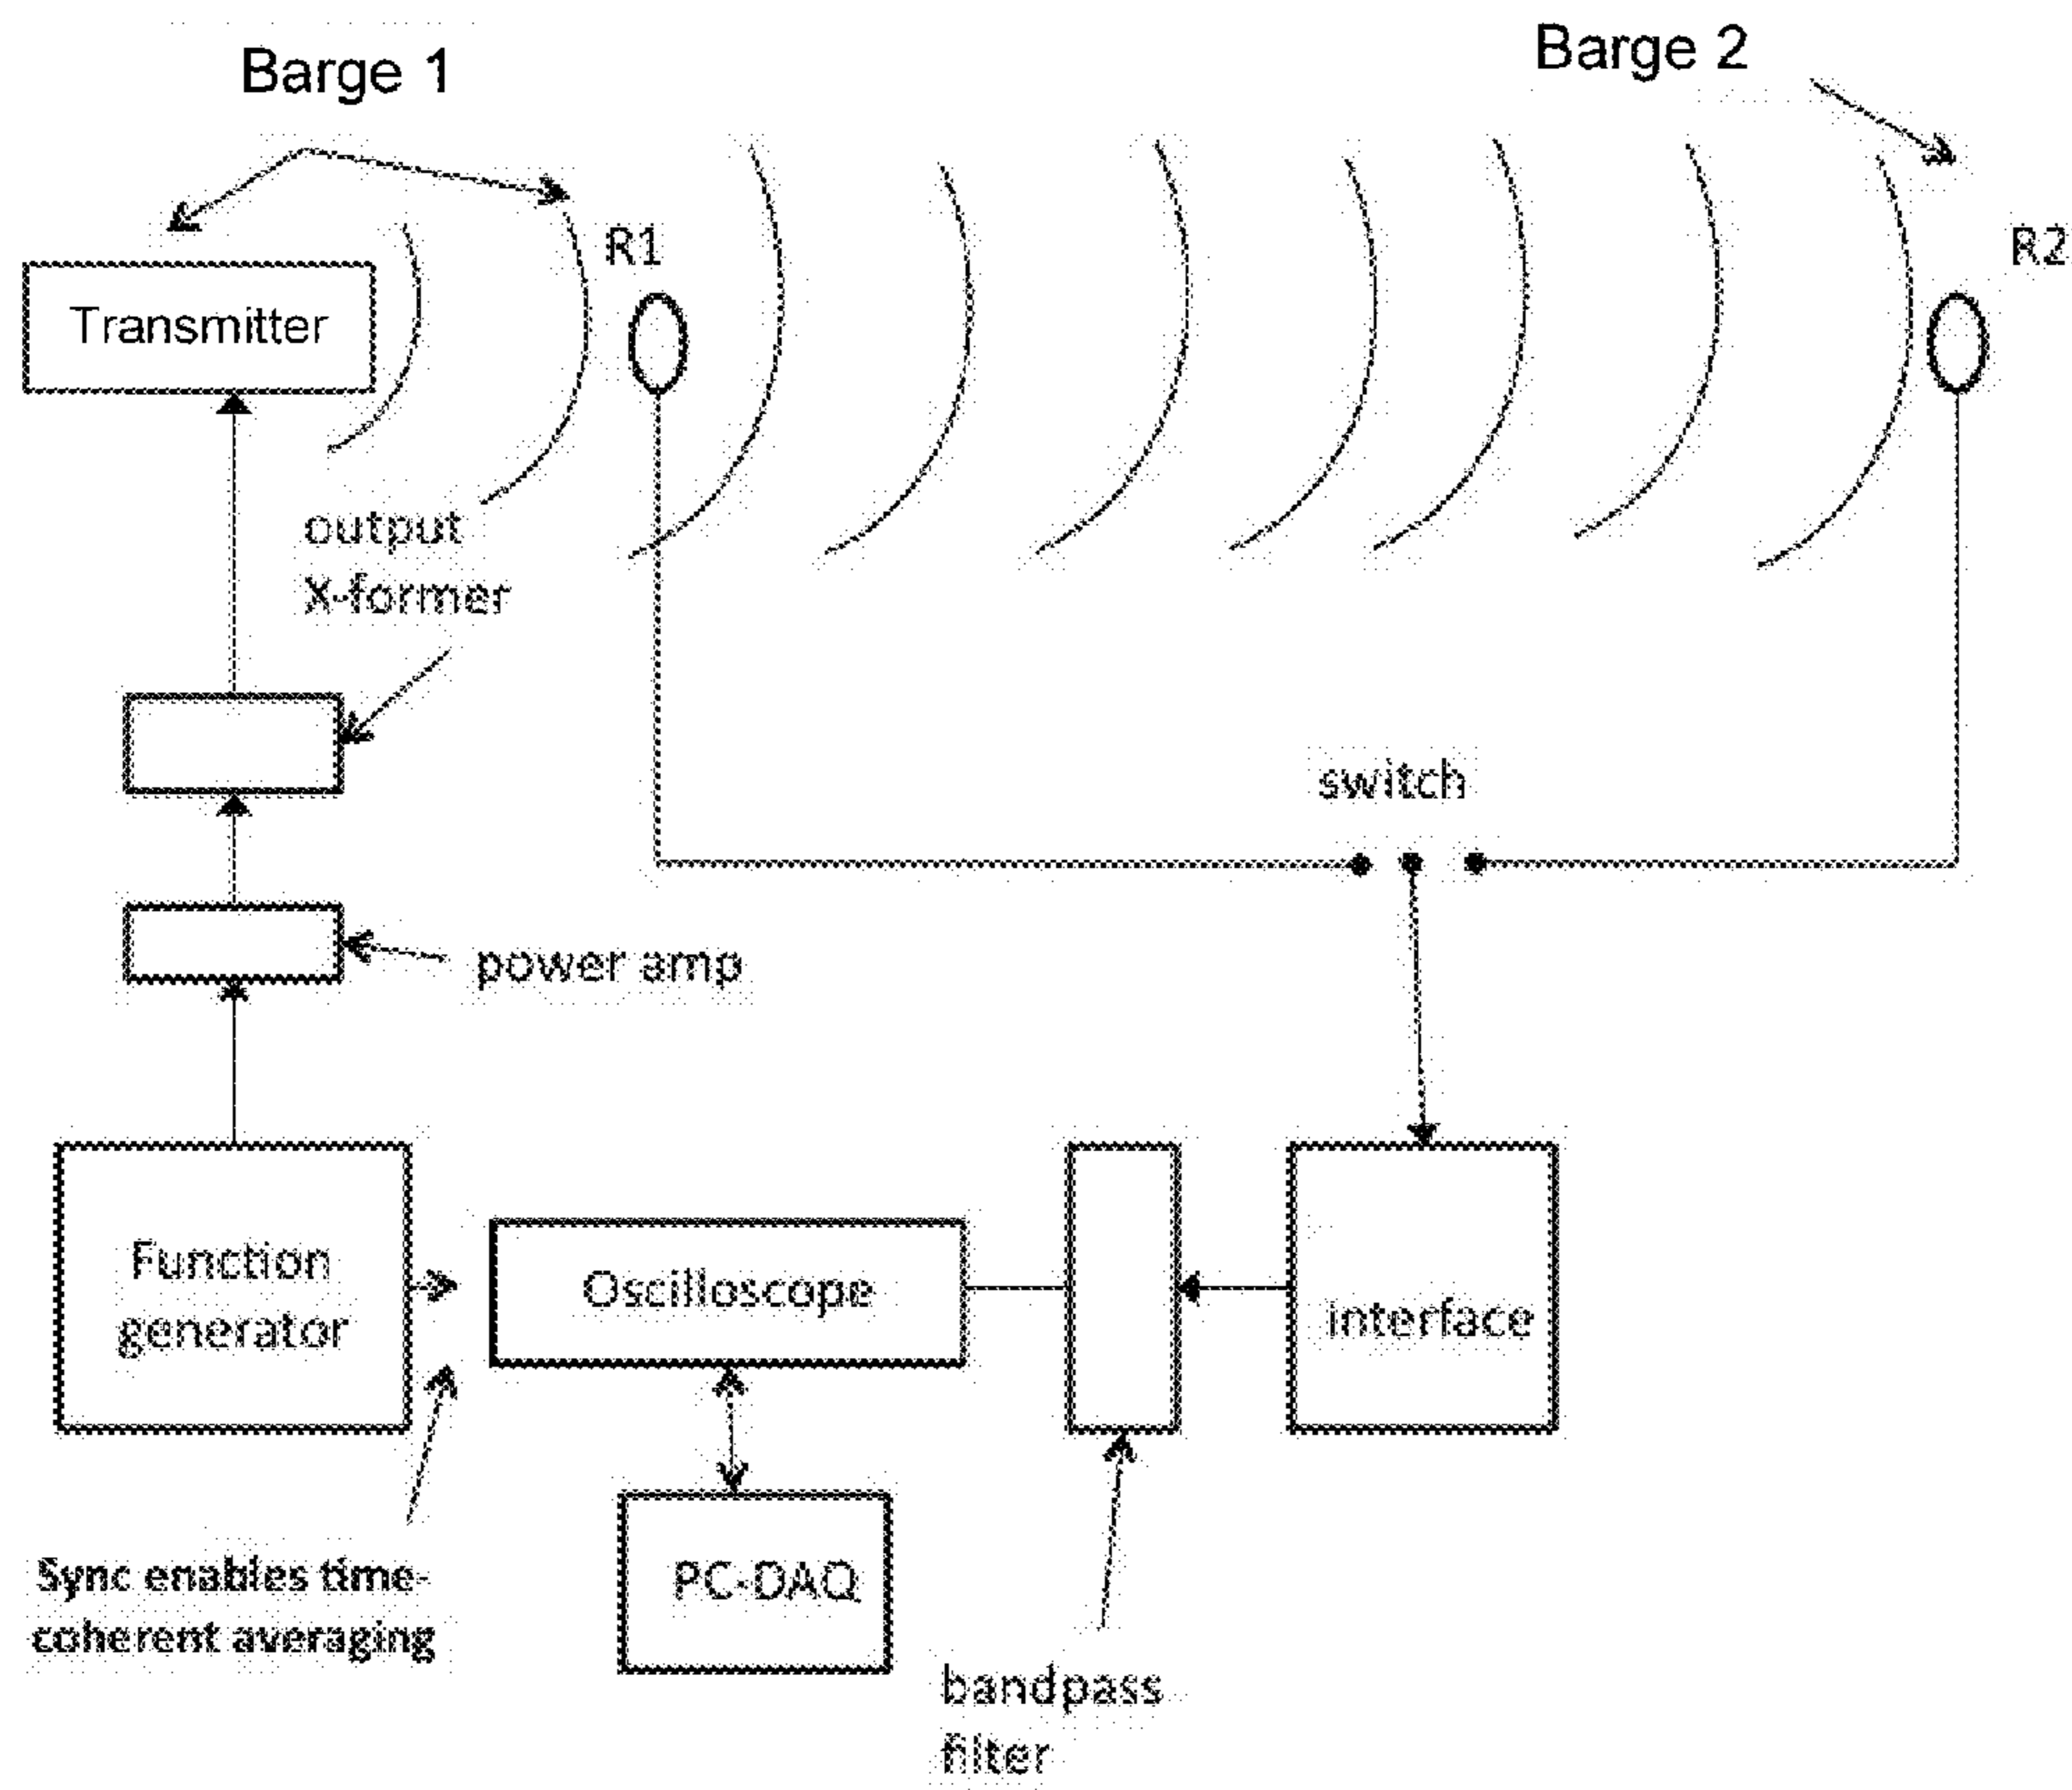 Barge 1
Barge 2
R1
R2
Transmitter
output
X-former
switch
power amp
Function
generator
Oscilloscope
interface
PC-DAQ
Sync enables time-
coherent averaging
bandpass
filter